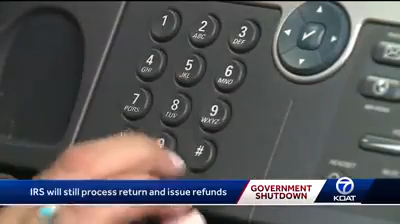 1
2
ABC
3
DEF
4
GHI
5
JKL
6
MNO
7
PQRS
8
TUV
9
WXYZ
#
HEADSET
IRS will still process return and issue refunds
GOVERNMENT
SHUTDOWN
7
KOAT